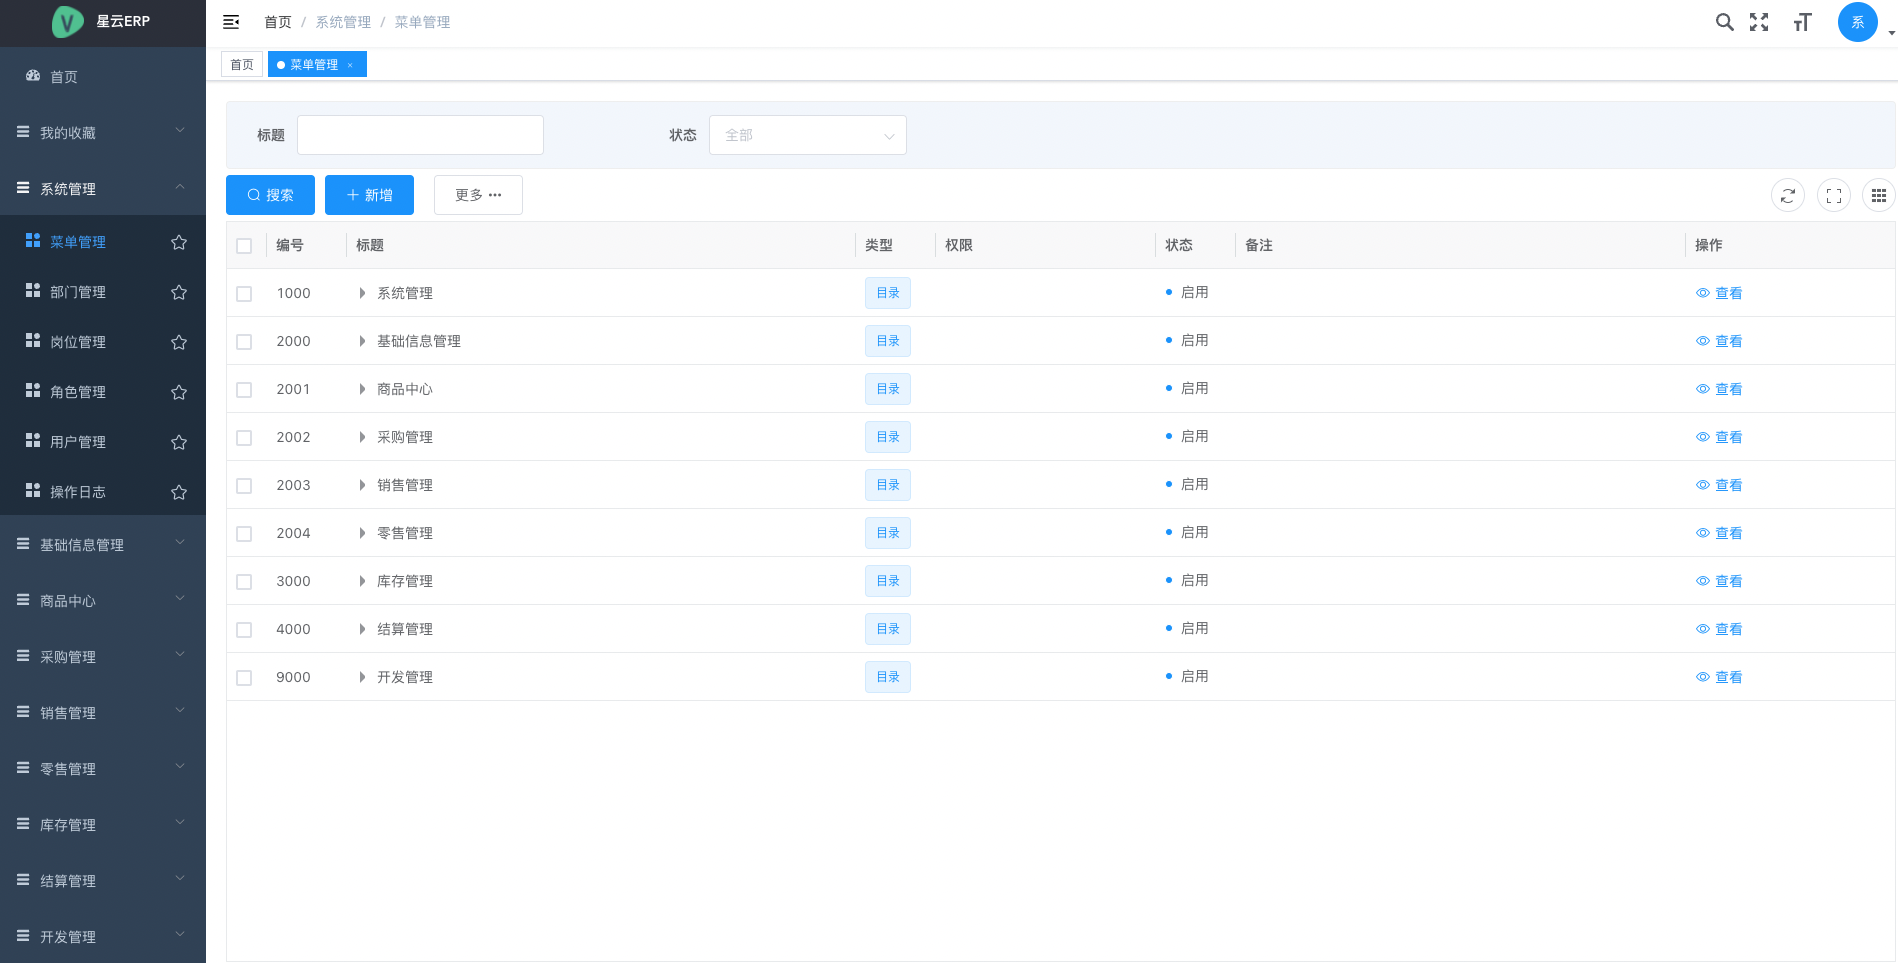 星云ERP
首页 / 系统管理 / 菜单管理
系
首页
菜单管理 ×
首页
我的收藏
系统管理
菜单管理
部门管理
岗位管理
角色管理
用户管理
操作日志
基础信息管理
商品中心
采购管理
销售管理
零售管理
库存管理
结算管理
开发管理
标题
状态 全部
搜索 新增 更多
编号 标题 类型 权限 状态 备注 操作
1000 系统管理 目录 启用 查看
2000 基础信息管理 目录 启用 查看
2001 商品中心 目录 启用 查看
2002 采购管理 目录 启用 查看
2003 销售管理 目录 启用 查看
2004 零售管理 目录 启用 查看
3000 库存管理 目录 启用 查看
4000 结算管理 目录 启用 查看
9000 开发管理 目录 启用 查看